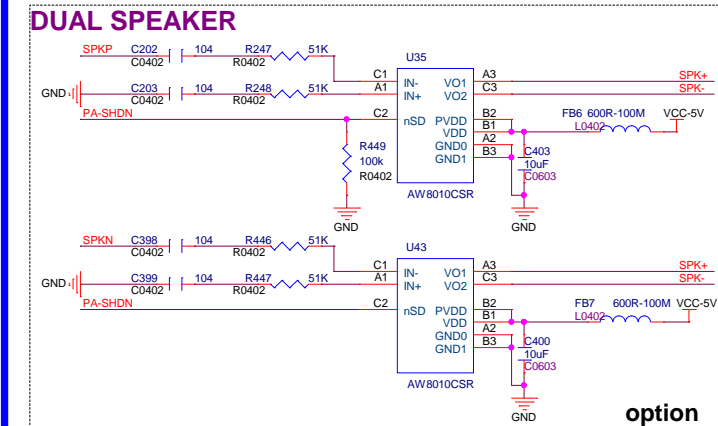 DUAL SPEAKER
SPKP C202 104 R247 51K U35
C0402 R0402
C1 IN- VO1 A3 SPK+
GND C203 104 R248 51K A1 IN+ VO2 C3 SPK-
C0402 R0402
PA-SHDN C2 nSD PVDD B2 FB6 600R-100M VCC-5V
VDD B1 L0402
GND0 A2
R449 GND1 B3 C403
100k 10uF
R0402 C0603
AW8010CSR
GND GND
SPKN C398 104 R446 51K U43
C0402 R0402
C1 IN- VO1 A3 SPK+
GND C399 104 R447 51K A1 IN+ VO2 C3 SPK-
C0402 R0402
PA-SHDN C2 nSD PVDD B2 FB7 600R-100M VCC-5V
VDD B1 L0402
GND0 A2
GND1 B3 C400
10uF
C0603
AW8010CSR
GND
option